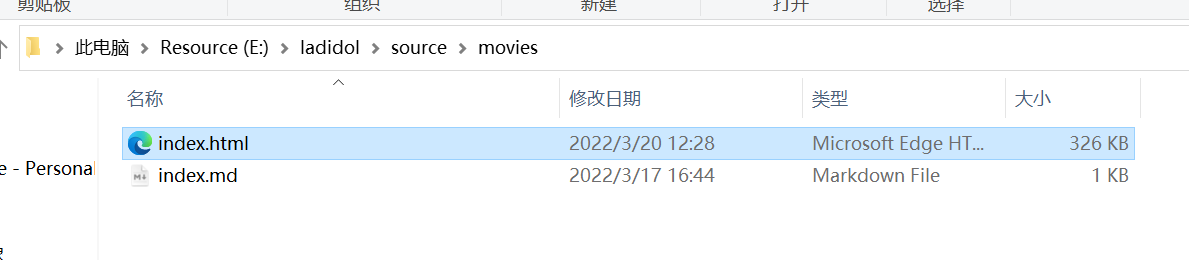 剪贴板 组织 新建 打开 选择
此电脑 Resource (E:) ladidol source movies
名称 修改日期 类型 大小
index.html 2022/3/20 12:28 Microsoft Edge HT... 326 KB
e - Personal
index.md 2022/3/17 16:44 Markdown File 1 KB